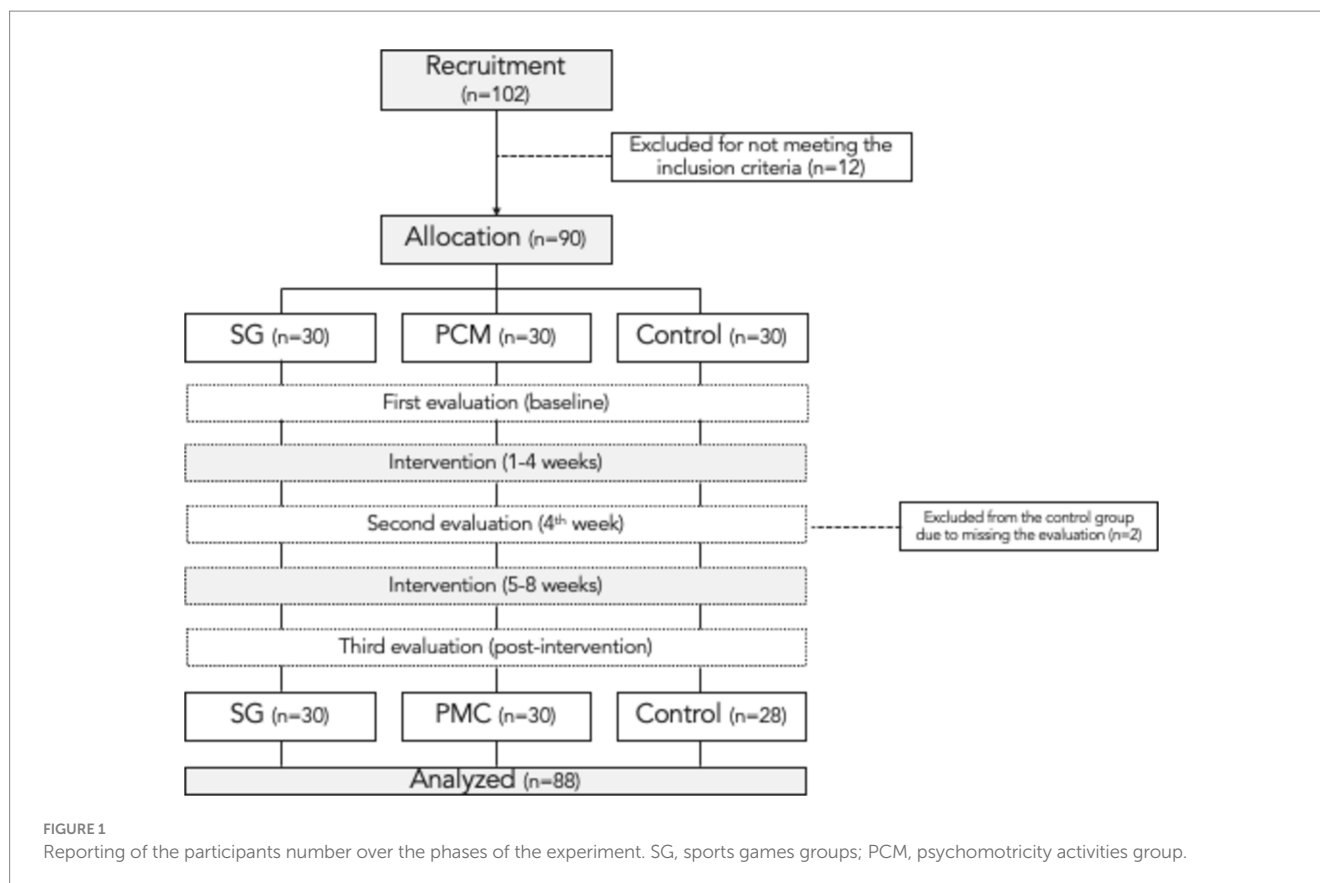 Recruitment
(n=102)
Excluded for not meeting the
inclusion criteria (n=12)
Allocation (n=90)
SG (n=30)
PCM (n=30)
Control (n=30)
First evaluation (baseline)
Intervention (1-4 weeks)
Second evaluation (4th week)
Excluded from the control group
due to missing the evaluation (n=2)
Intervention (5-8 weeks)
Third evaluation (post-intervention)
SG (n=30)
PMC (n=30)
Control (n=28)
Analyzed (n=88)
FIGURE 1
Reporting of the participants number over the phases of the experiment. SG, sports games groups; PCM, psychomotricity activities group.